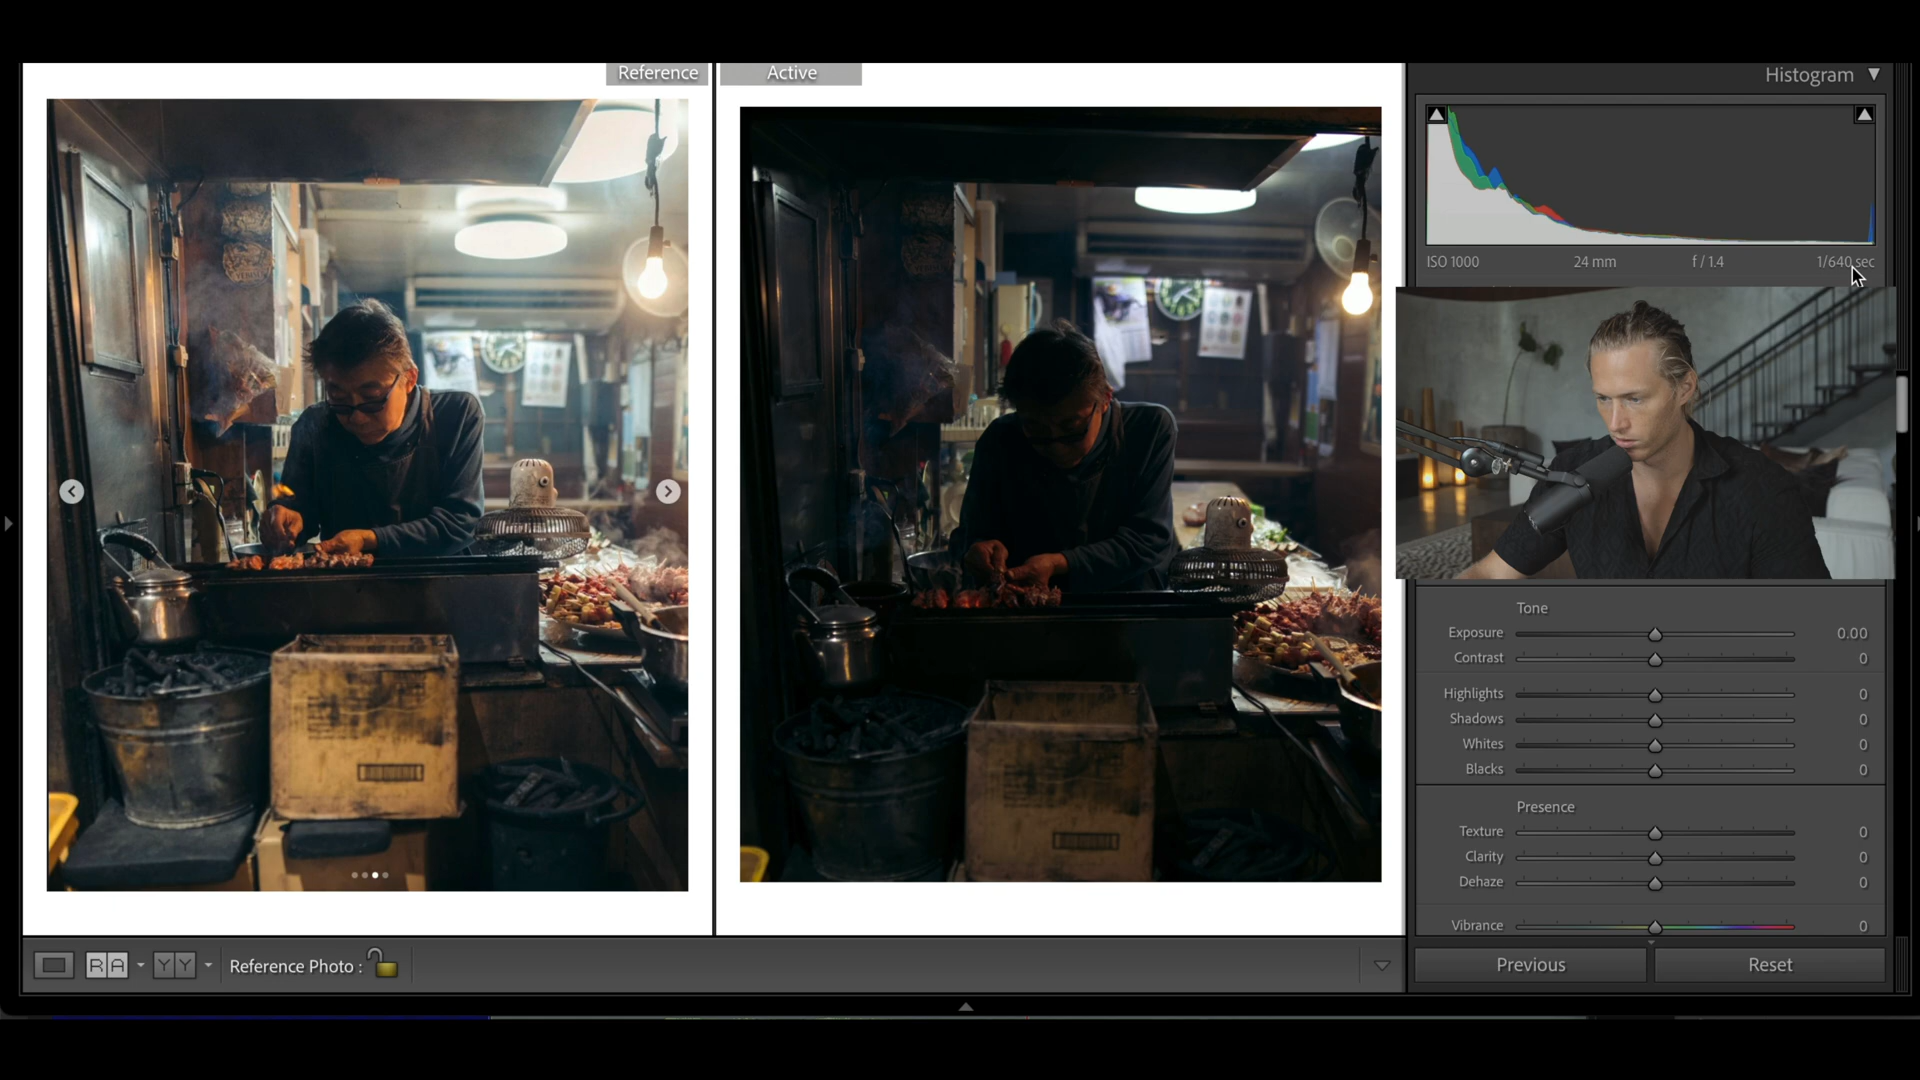 Reference
Active
Histogram
ISO 1000 24 mm f / 1.4 1/640 sec
Tone
Exposure 0.00
Contrast 0
Highlights 0
Shadows 0
Whites 0
Blacks 0
Presence
Texture 0
Clarity 0
Dehaze 0
Vibrance 0
R A
Y Y
Reference Photo :
Previous
Reset